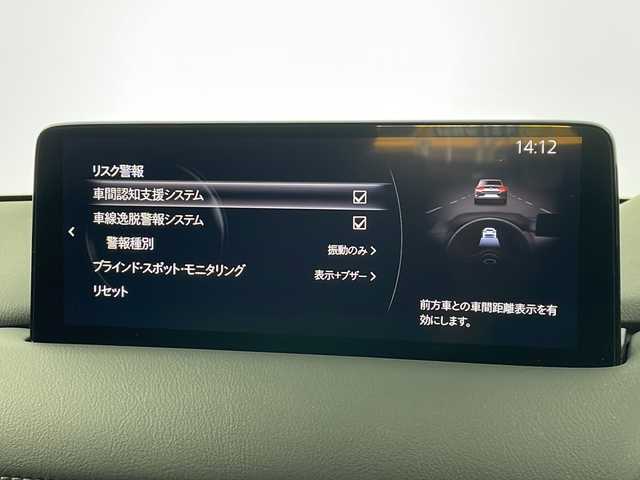 14:12
リスク警報
車間認知支援システム
車線逸脱警報システム
警報種別
振動のみ
ブラインド・スポット・モニタリング
表示+ブザー
リセット
前方車との車間距離表示を有
効にします。